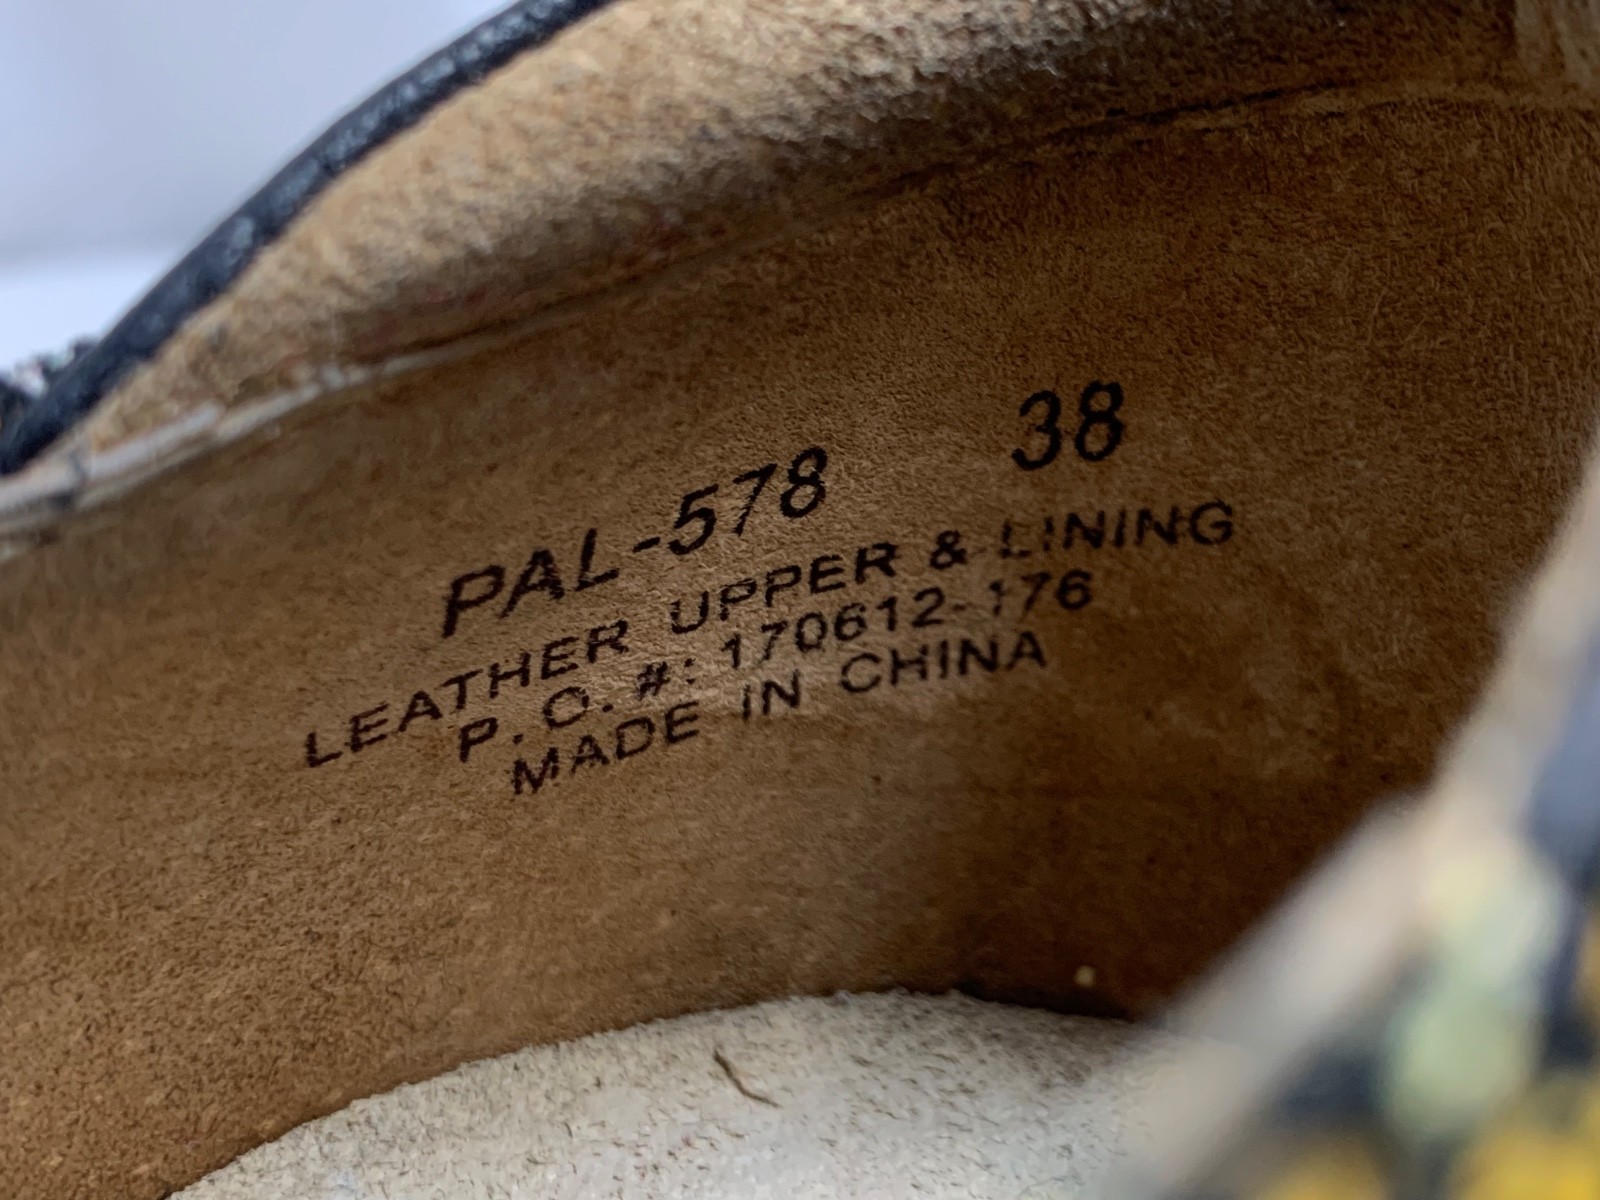 PAL-578 38
LEATHER UPPER & LINING
P.O.#:170612-176
MADE IN CHINA